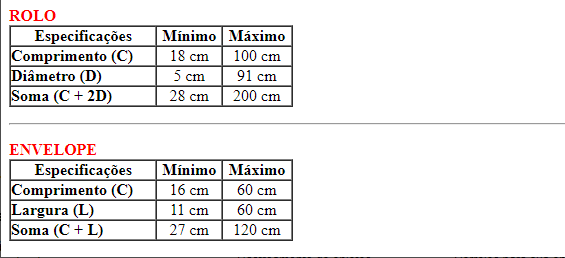 ROLO
Especificações Mínimo Máximo
Comprimento (C) 18 cm 100 cm
Diâmetro (D) 5 cm 91 cm
Soma (C + 2D) 28 cm 200 cm
ENVELOPE
Especificações Mínimo Máximo
Comprimento (C) 16 cm 60 cm
Largura (L) 11 cm 60 cm
Soma (C + L) 27 cm 120 cm